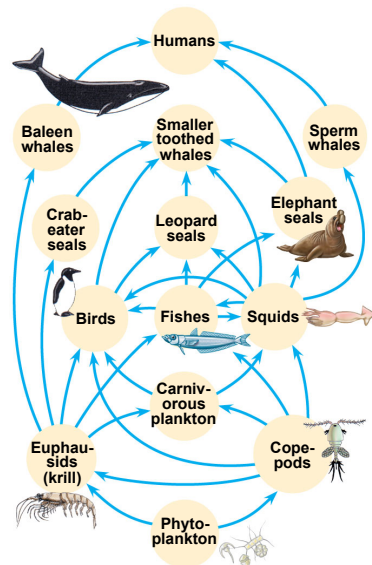 Humans
Baleen
whales
Smaller
toothed
whales
Sperm
whales
Crab-
eater
seals
Leopard
seals
Elephant
seals
Birds
Fishes
Squids
Carniv-
orous
plankton
Euphau-
sids
(krill)
Cope-
pods
Phyto-
plankton